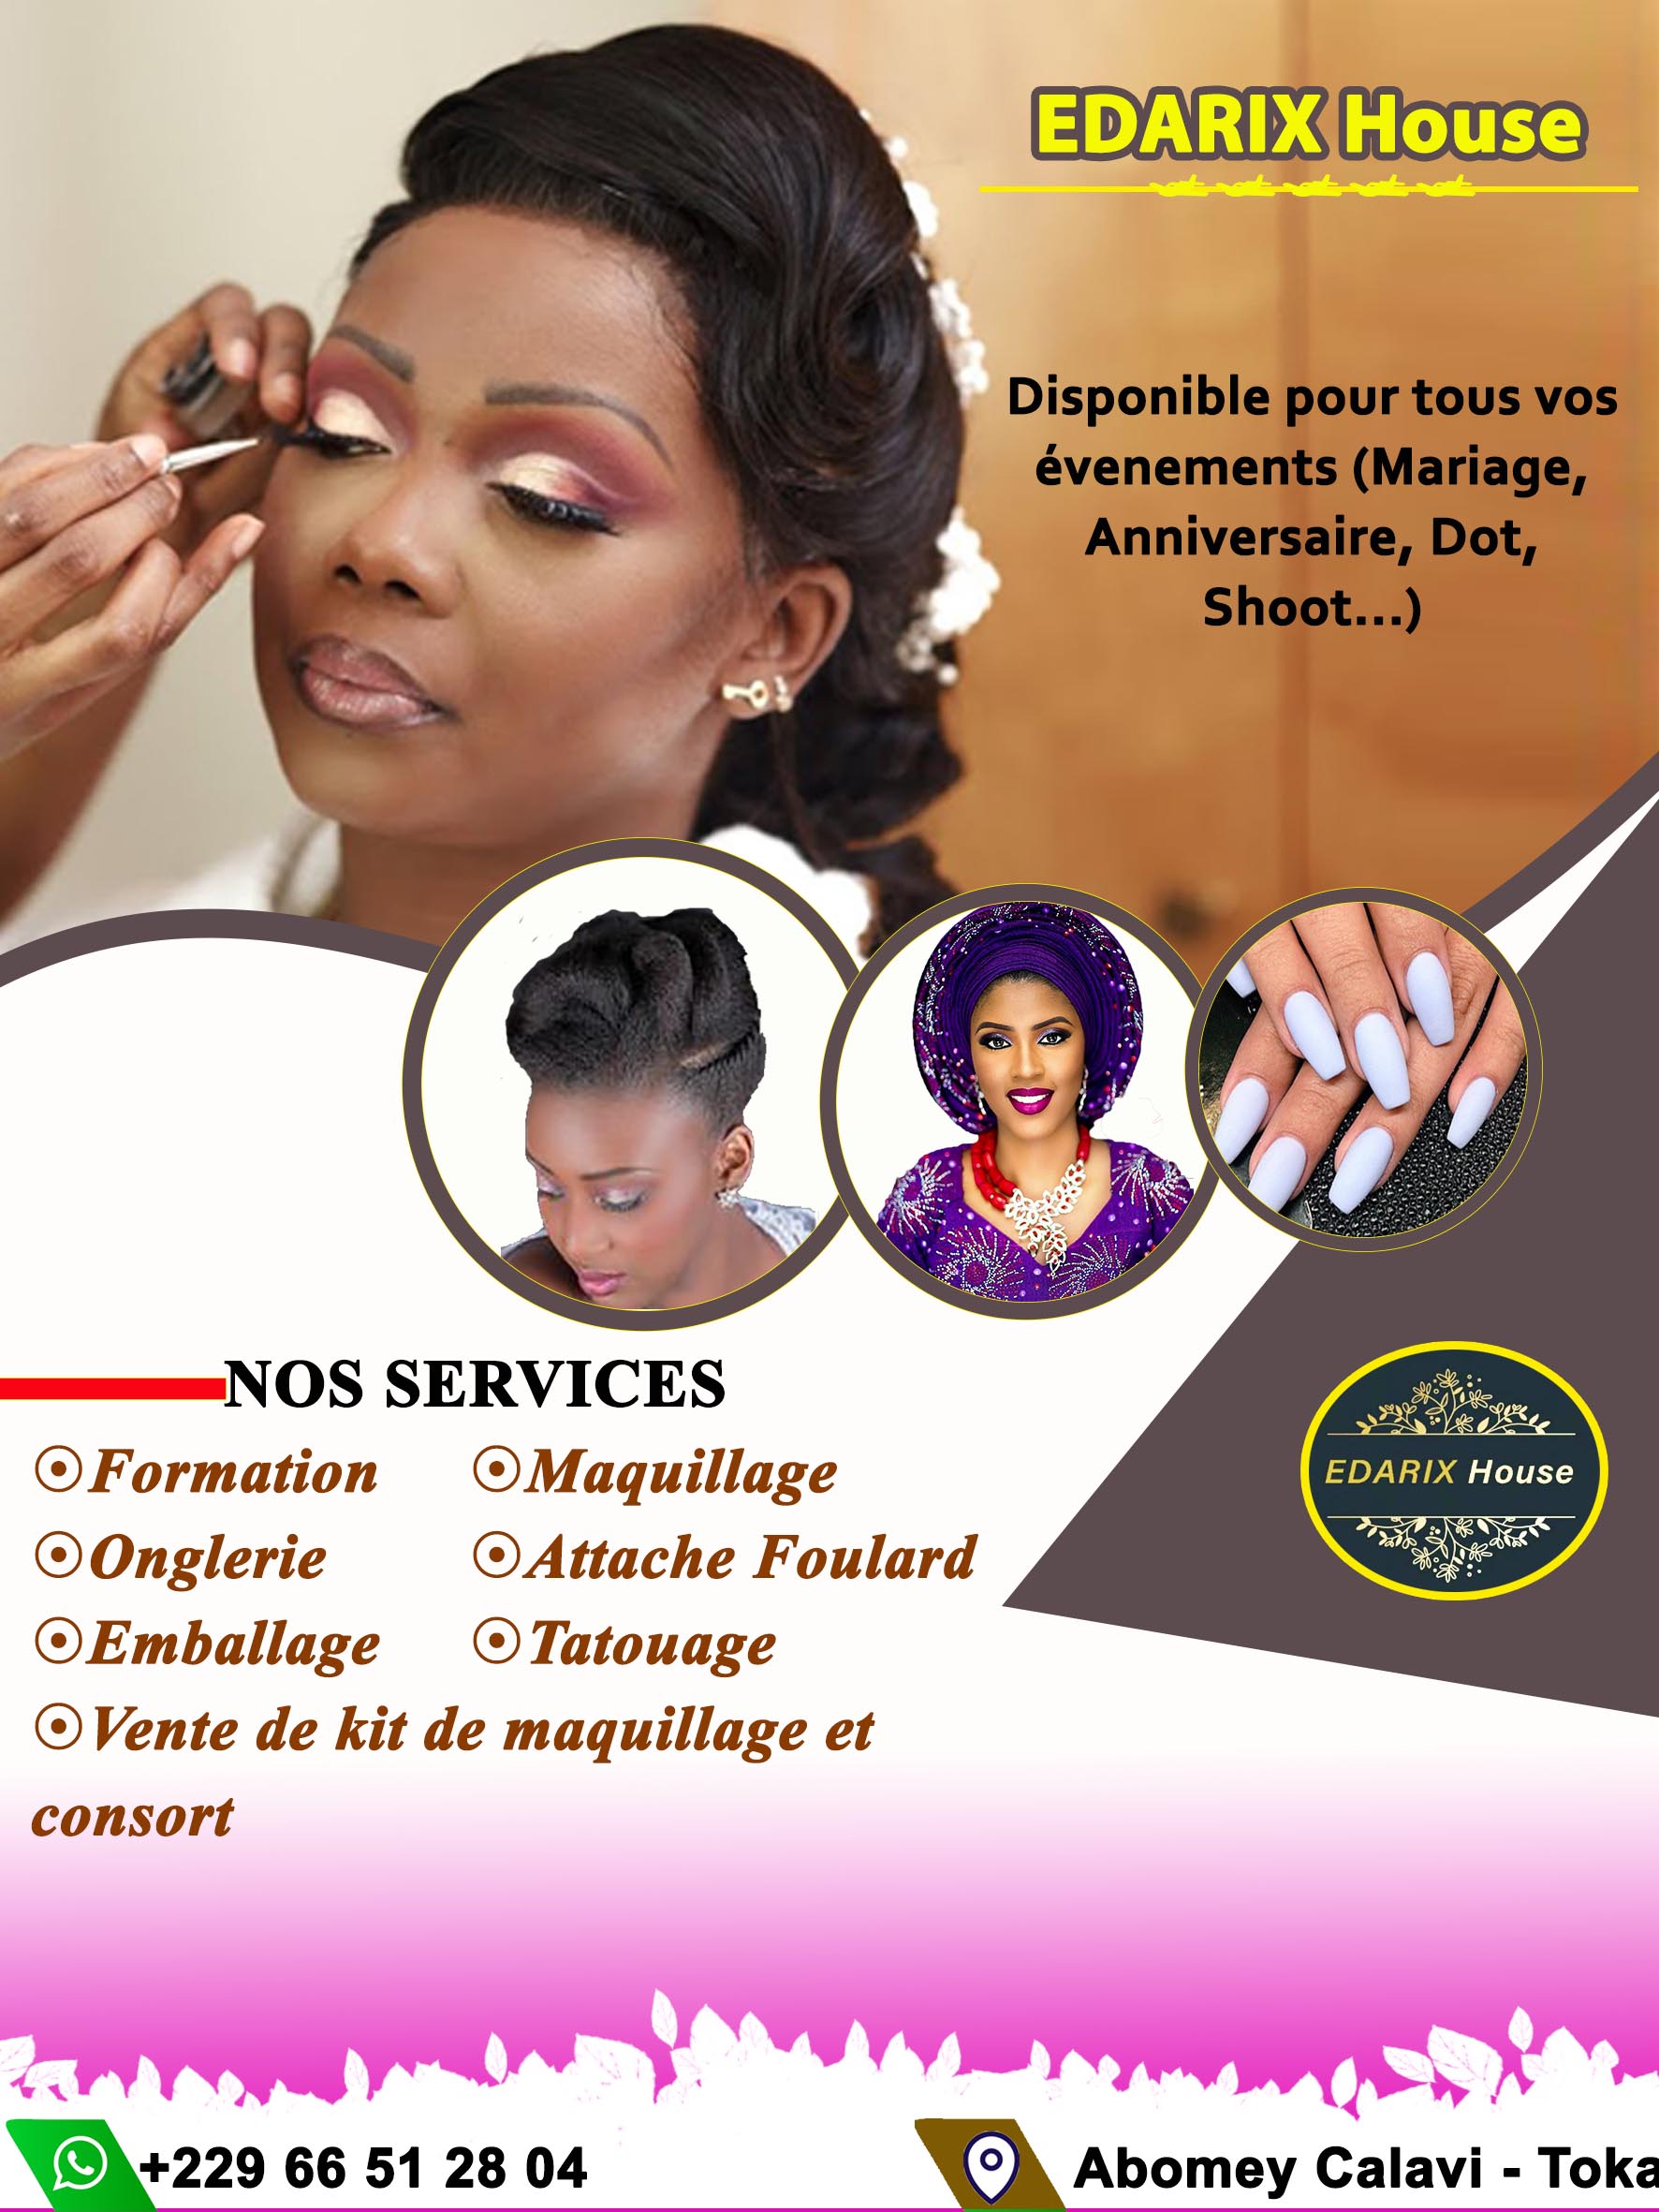 EDARIX House
Disponible pour tous vos
évenements (Mariage,
Anniversaire, Dot,
Shoot...)
NOS SERVICES
Formation
Maquillage
Onglerie
Attache Foulard
Emballage
Tatouage
Vente de kit de maquillage et
consort
EDARIX House
+229 66 51 28 04
Abomey Calavi - Toka